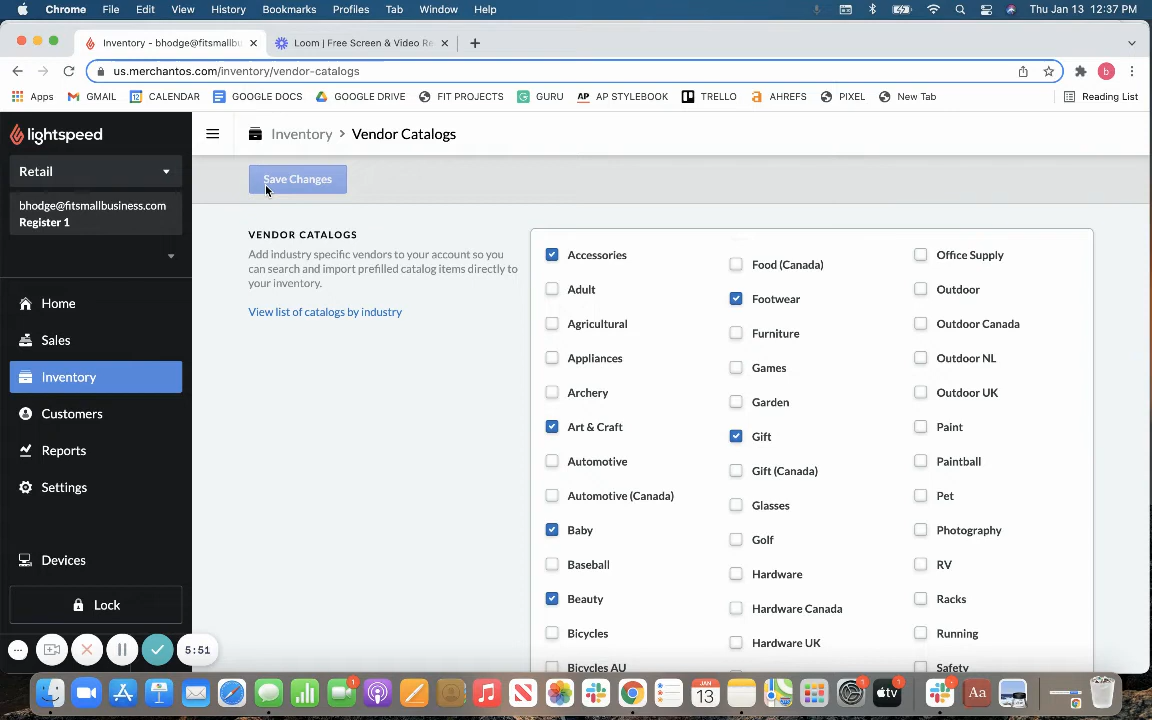 Chrome File Edit View History Bookmarks Profiles Tab Window Help Thu Jan 13 12:37 PM
Inventory - bhodge@fitsmallbu Loom | Free Screen & Video Re
us.merchantos.com/inventory/vendor-catalogs b
Apps GMAIL CALENDAR GOOGLE DOCS GOOGLE DRIVE FIT PROJECTS GURU AP AP STYLEBOOK TRELLO AHREFS PIXEL New Tab Reading List
lightspeed
Inventory > Vendor Catalogs
Retail
Save Changes
bhodge@fitsmallbusiness.com
Register 1
Home
Sales
Inventory
Customers
Reports
Settings
Devices
Lock
5:51
VENDOR CATALOGS
Add industry specific vendors to your account so you
can search and import prefilled catalog items directly to
your inventory.
View list of catalogs by industry
Accessories
Adult
Agricultural
Appliances
Archery
Art & Craft
Automotive
Automotive (Canada)
Baby
Baseball
Beauty
Bicycles
Bicycles AU
Food (Canada)
Footwear
Furniture
Games
Garden
Gift
Gift (Canada)
Glasses
Golf
Hardware
Hardware Canada
Hardware UK
Office Supply
Outdoor
Outdoor Canada
Outdoor NL
Outdoor UK
Paint
Paintball
Pet
Photography
RV
Racks
Running
Safety
JAN
13
Aa
tv